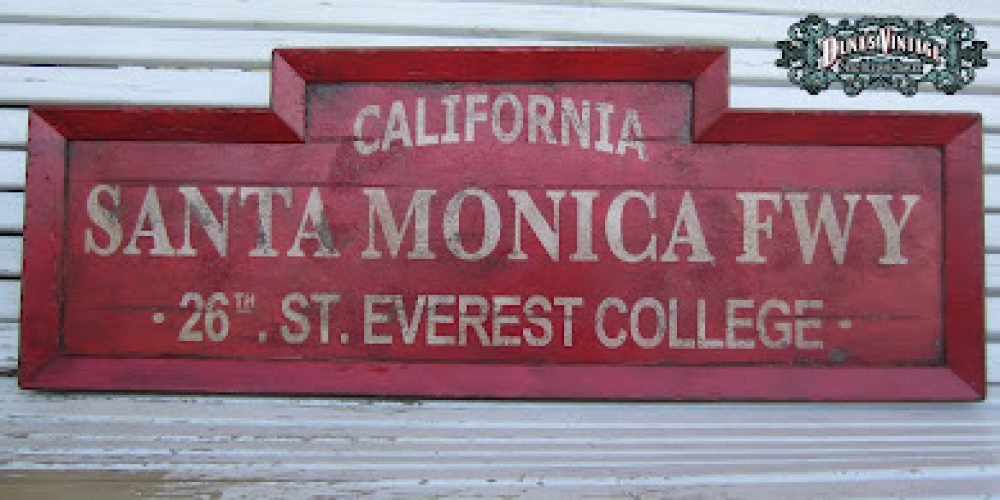 CALIFORNIA
SANTA MONICA FWY
· 26TH . ST. EVEREST COLLEGE ·